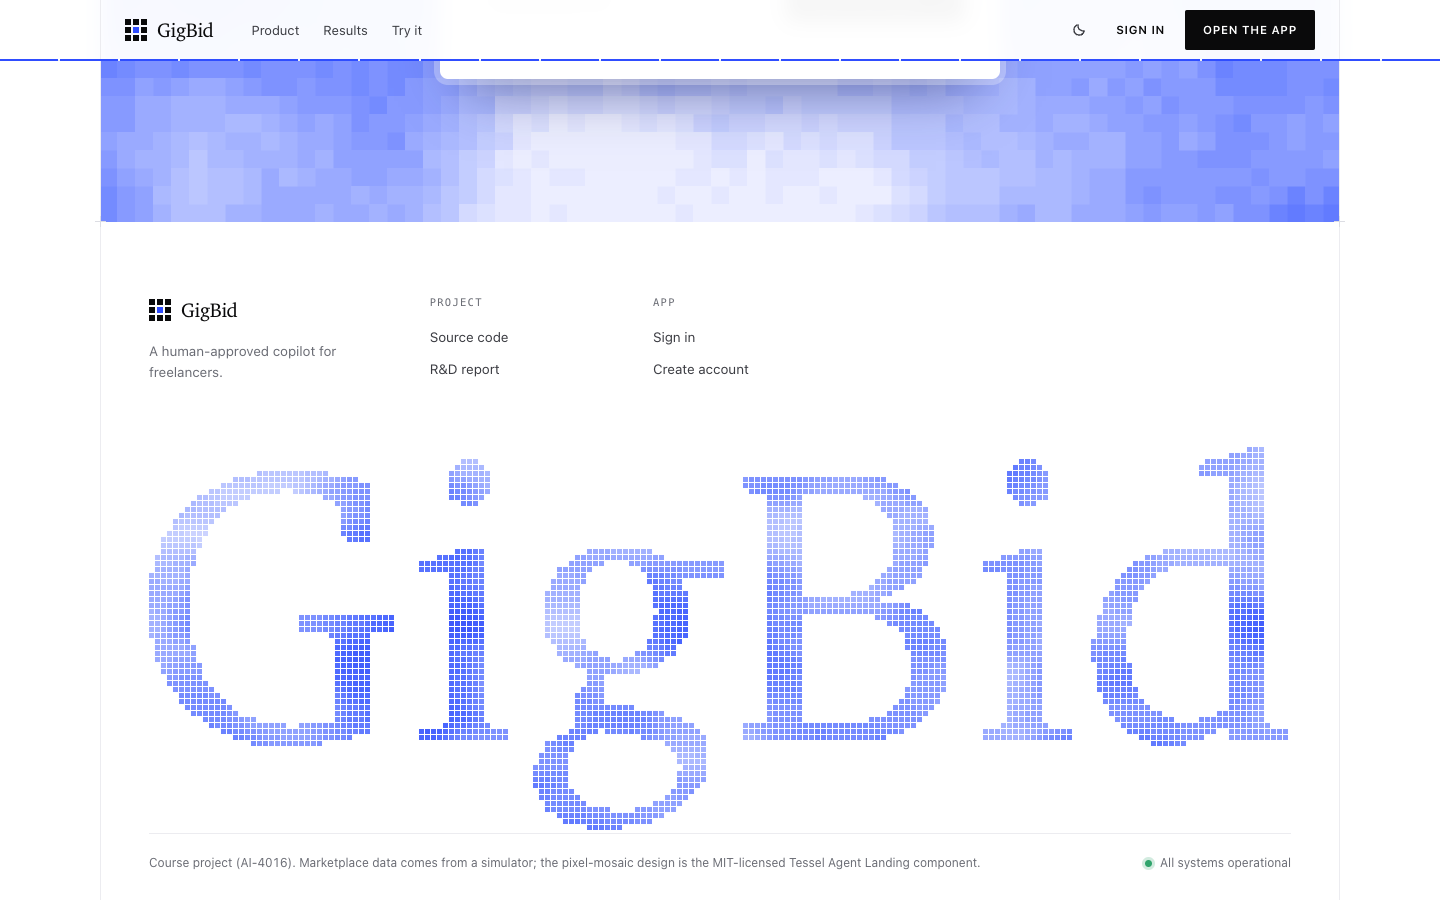 GigBid
Product
Results
Try it
SIGN IN
OPEN THE APP
GigBid
A human-approved copilot for
freelancers.
PROJECT
Source code
R&D report
APP
Sign in
Create account
GigBid
Course project (AI-4016). Marketplace data comes from a simulator; the pixel-mosaic design is the MIT-licensed Tessel Agent Landing component.
All systems operational